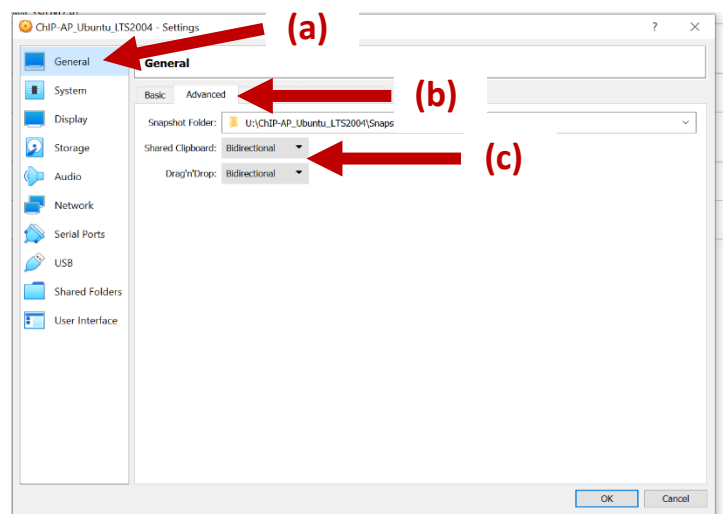 ChIP-AP_Ubuntu_LTS2004 - Settings
(a)
General
General
System
Basic
Advanced
(b)
Display
Snapshot Folder:
U:\ChIP-AP_Ubuntu_LTS2004\Snaps
Storage
Shared Clipboard:
Bidirectional
(c)
Audio
Drag'n'Drop:
Bidirectional
Network
Serial Ports
USB
Shared Folders
User Interface
OK
Cancel